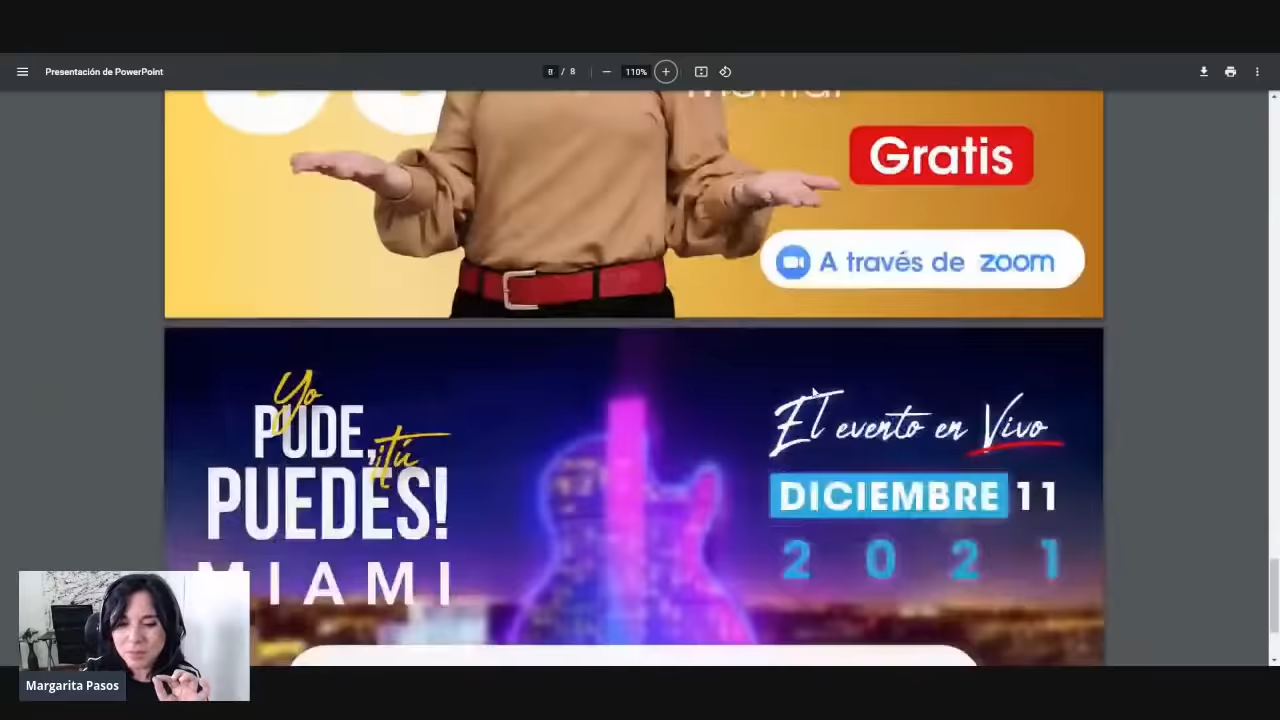 Presentación de PowerPoint
8 / 8
110%
Gratis
A través de zoom
Yo
PUDE,
¡tú
PUEDES!
MIAMI
El evento en Vivo
DICIEMBRE 11
2021
Margarita Pasos